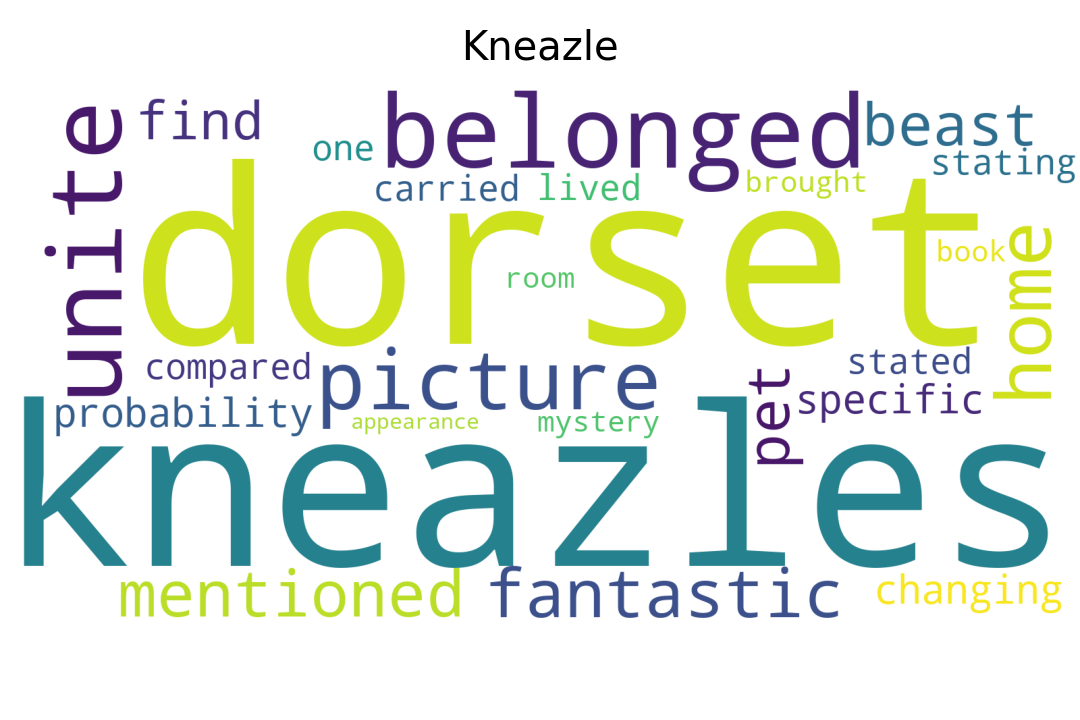 Kneazle
unite
find
one
belonged
beast
stating
carried
lived
brought
dorset
book
home
room
compared
picture
pet
stated
specific
probability
appearance
mystery
kneazles
mentioned
fantastic
changing